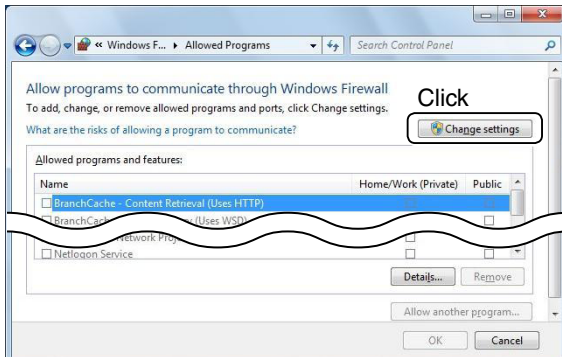 « Windows F... ▸ Allowed Programs
Search Control Panel
Allow programs to communicate through Windows Firewall
Click
To add, change, or remove allowed programs and ports, click Change settings.
What are the risks of allowing a program to communicate?
Change settings
Allowed programs and features:
Name Home/Work (Private) Public
BranchCache - Content Retrieval (Uses HTTP)
(Uses WSD)
Network
Netlogon Service
Details... Remove
Allow another program...
OK Cancel